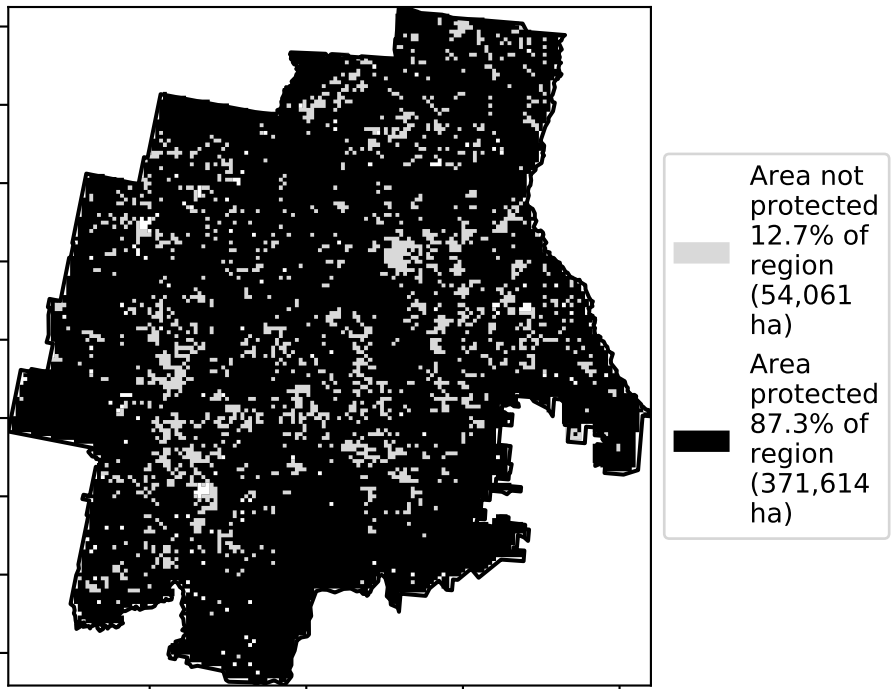 Area not
protected
12.7% of
region
(54,061
ha)
Area
protected
87.3% of
region
(371,614
ha)